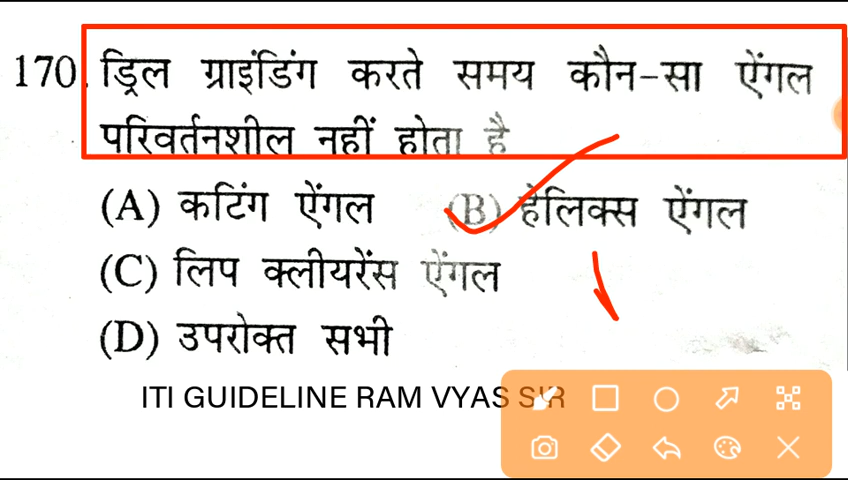 170. ड्रिल ग्राइंडिंग करते समय कौन-सा ऐंगल
परिवर्तनशील नहीं होता है
(A) कटिंग ऐंगल (B) हेलिक्स ऐंगल
(C) लिप क्लीयरेंस ऐंगल
(D) उपरोक्त सभी
ITI GUIDELINE RAM VYAS SIR